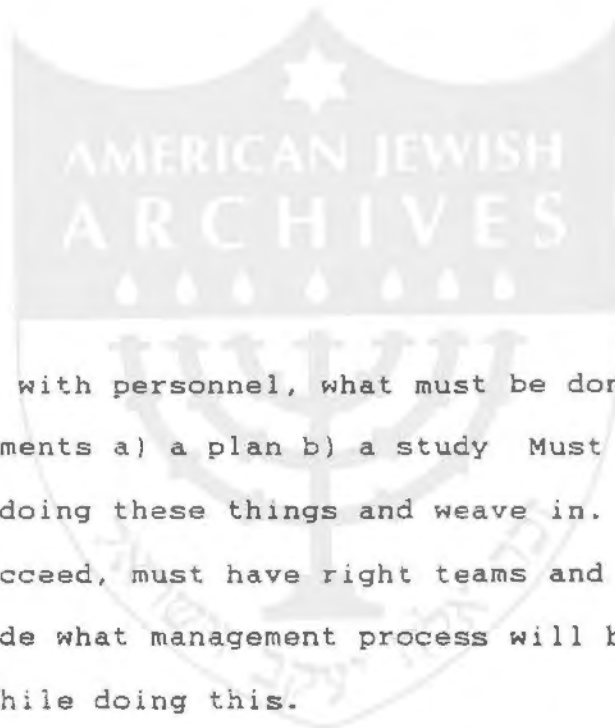 AMERICAN JEWISH
ARCHIVES
with personnel, what must be don
ments a) a plan b) a study Must
doing these things and weave in.
cceed, must have right teams and
de what management process will b
hile doing this.